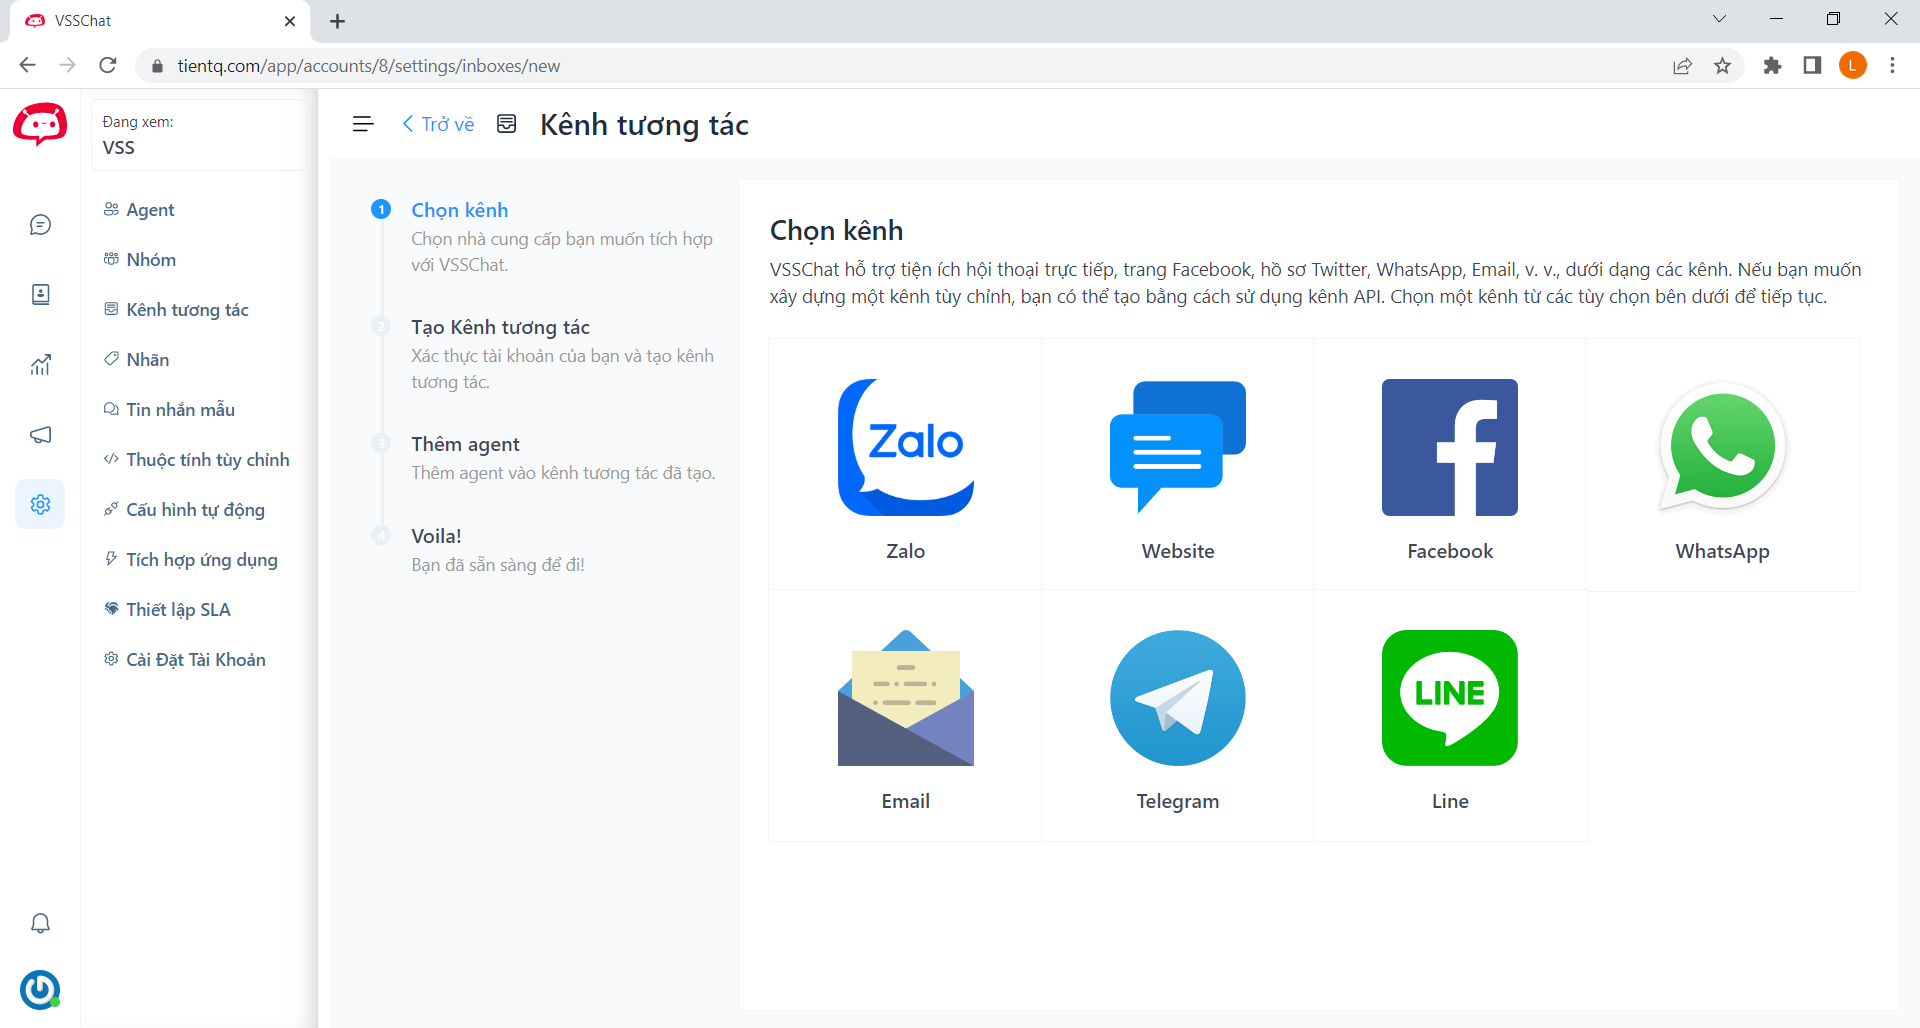 VSSChat
tientq.com/app/accounts/8/settings/inboxes/new
L
Đang xem:
VSS
Agent
Nhóm
Kênh tương tác
Nhãn
Tin nhắn mẫu
Thuộc tính tùy chỉnh
Cấu hình tự động
Tích hợp ứng dụng
Thiết lập SLA
Cài Đặt Tài Khoản
Trở về
Kênh tương tác
1
Chọn kênh
Chọn nhà cung cấp bạn muốn tích hợp
với VSSChat.
2
Tạo Kênh tương tác
Xác thực tài khoản của bạn và tạo kênh
tương tác.
3
Thêm agent
Thêm agent vào kênh tương tác đã tạo.
4
Voila!
Bạn đã sẵn sàng để đi!
Chọn kênh
VSSChat hỗ trợ tiện ích hội thoại trực tiếp, trang Facebook, hồ sơ Twitter, WhatsApp, Email, v. v., dưới dạng các kênh. Nếu bạn muốn
xây dựng một kênh tùy chỉnh, bạn có thể tạo bằng cách sử dụng kênh API. Chọn một kênh từ các tùy chọn bên dưới để tiếp tục.
Zalo
Zalo
Website
f
Facebook
WhatsApp
Email
Telegram
LINE
Line